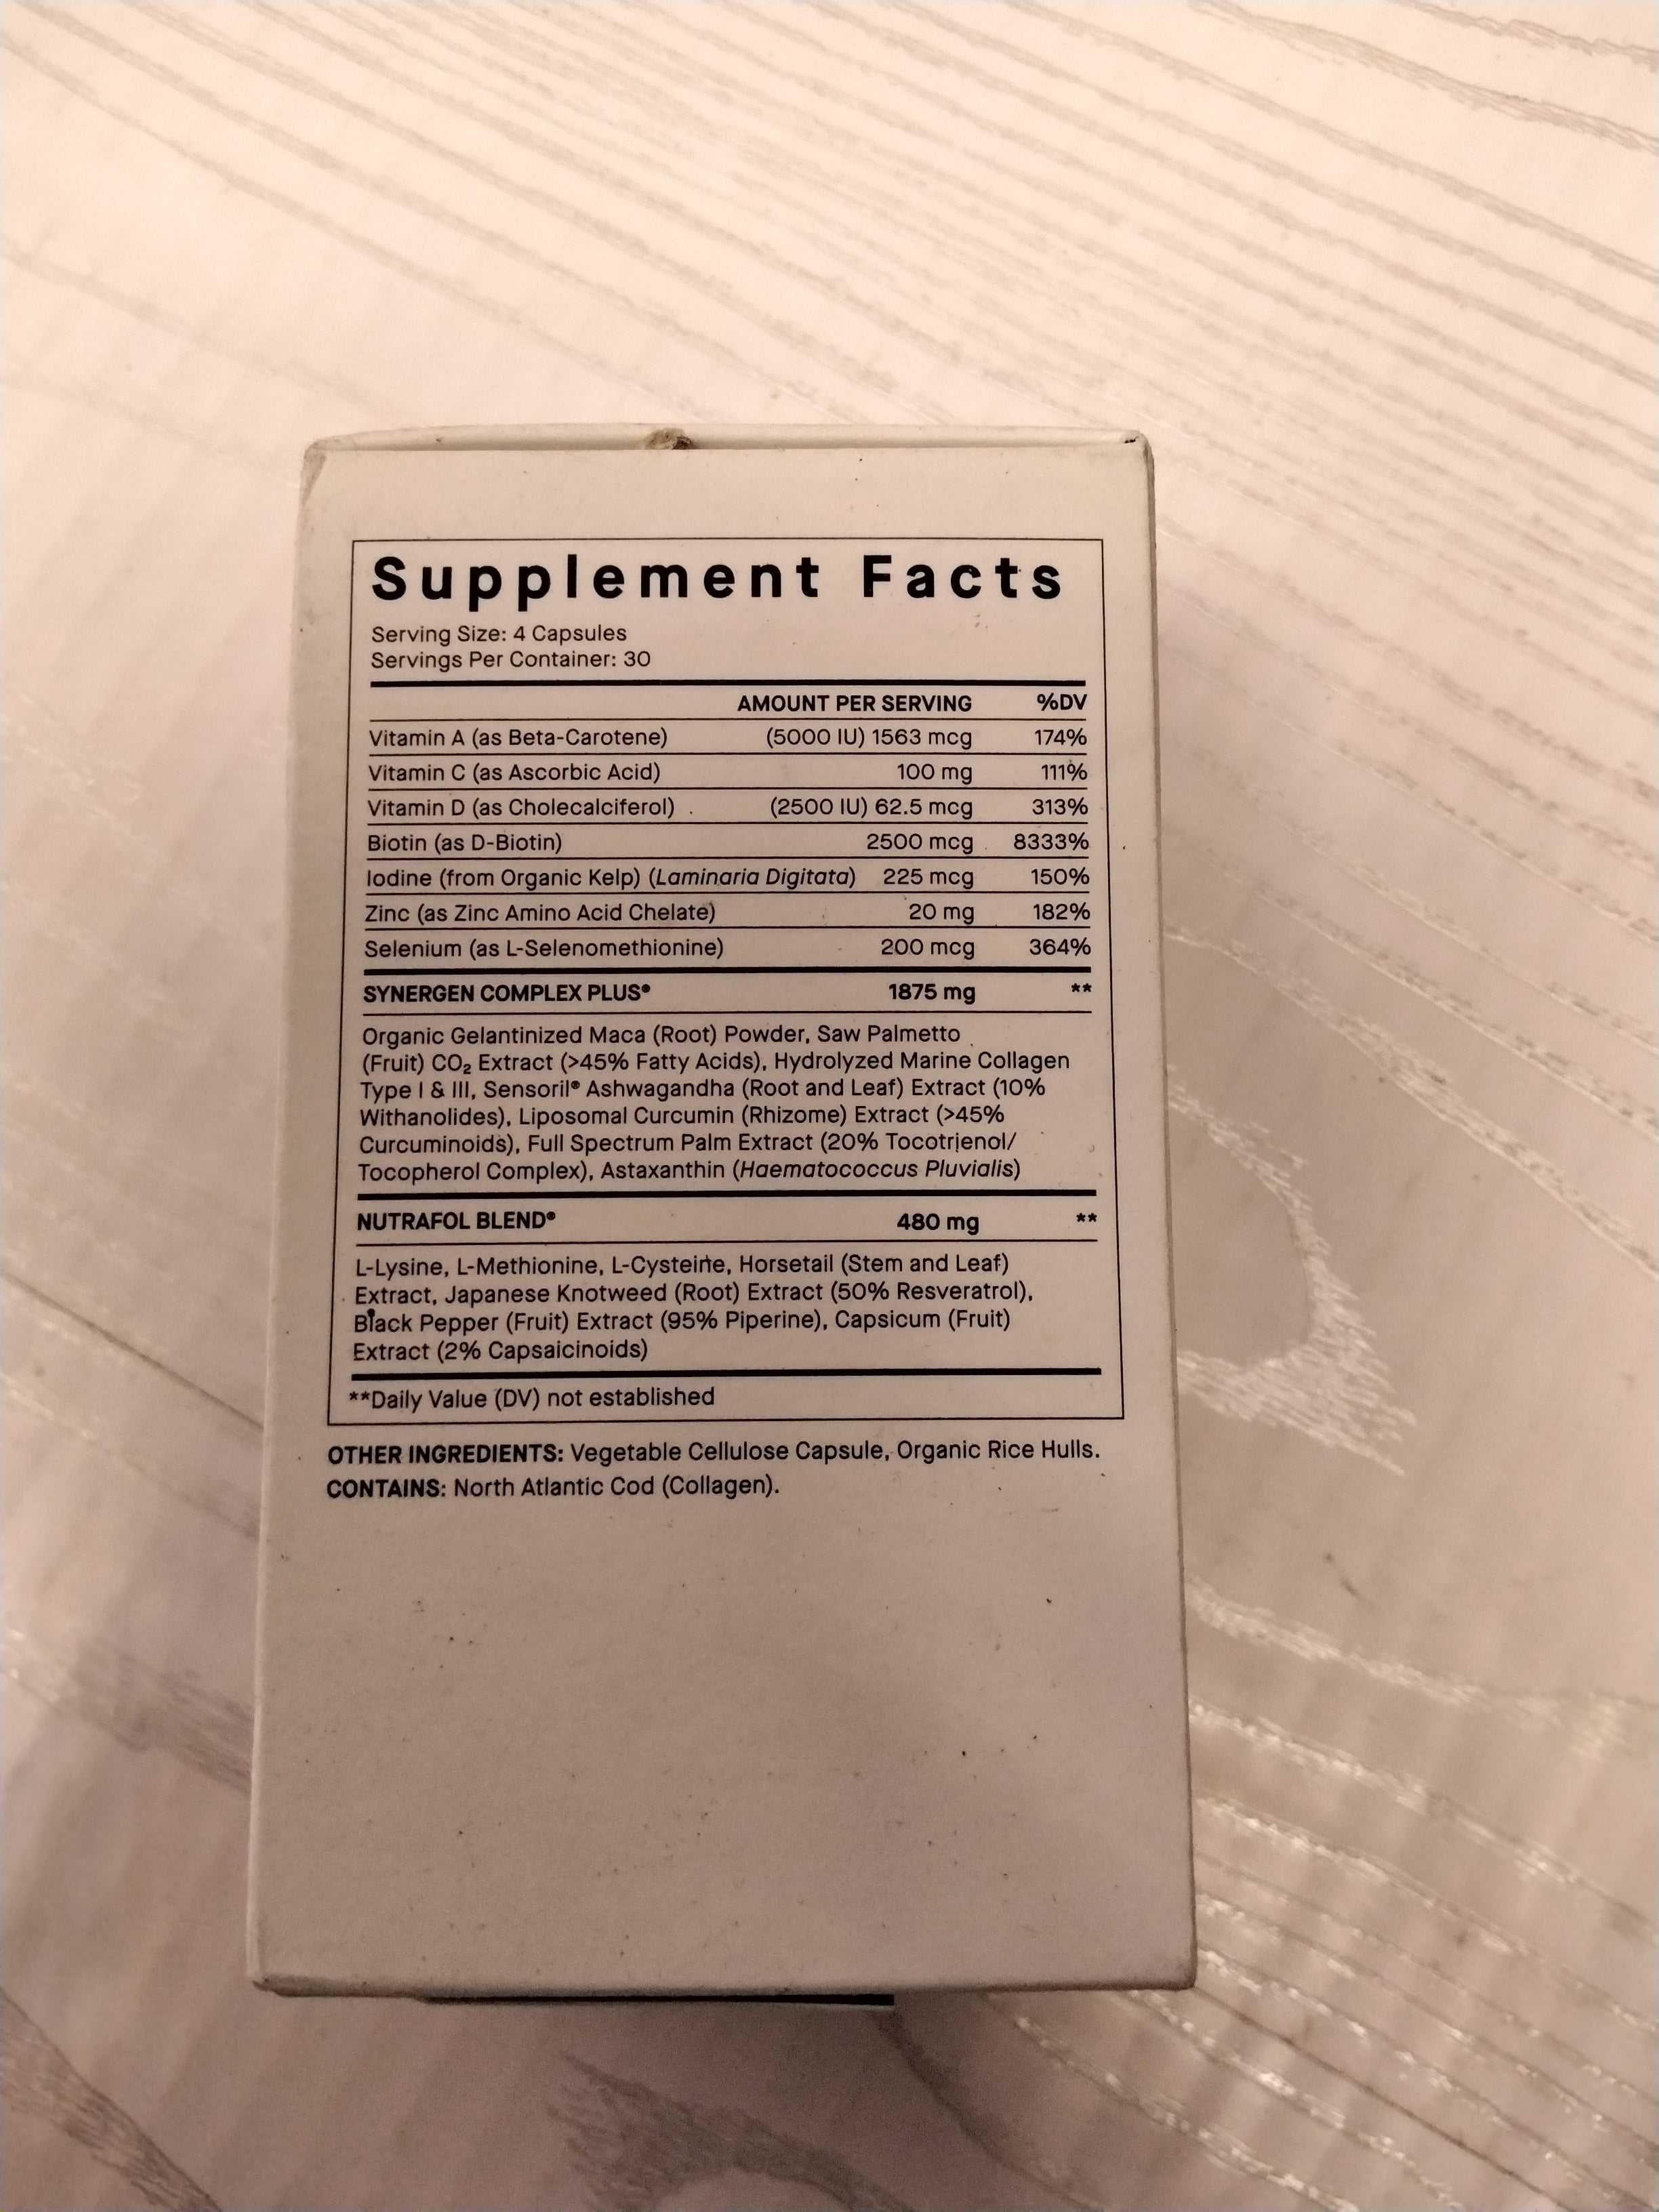 Supplement Facts
Serving Size: 4 Capsules
Servings Per Container: 30
AMOUNT PER SERVING %DV
Vitamin A (as Beta-Carotene) (5000 IU) 1563 mcg 174%
Vitamin C (as Ascorbic Acid) 100 mg 111%
Vitamin D (as Cholecalciferol) (2500 IU) 62.5 mcg 313%
Biotin (as D-Biotin) 2500 mcg 8333%
Iodine (from Organic Kelp) (Laminaria Digitata) 225 mcg 150%
Zinc (as Zinc Amino Acid Chelate) 20 mg 182%
Selenium (as L-Selenomethionine) 200 mcg 364%
SYNERGEN COMPLEX PLUS® 1875 mg **
Organic Gelantinized Maca (Root) Powder, Saw Palmetto
(Fruit) CO₂ Extract (>45% Fatty Acids), Hydrolyzed Marine Collagen
Type I & III, Sensoril® Ashwagandha (Root and Leaf) Extract (10%
Withanolides), Liposomal Curcumin (Rhizome) Extract (>45%
Curcuminoids), Full Spectrum Palm Extract (20% Tocotrienol/
Tocopherol Complex), Astaxanthin (Haematococcus Pluvialis)
NUTRAFOL BLEND® 480 mg **
L-Lysine, L-Methionine, L-Cysteine, Horsetail (Stem and Leaf)
Extract, Japanese Knotweed (Root) Extract (50% Resveratrol),
Black Pepper (Fruit) Extract (95% Piperine), Capsicum (Fruit)
Extract (2% Capsaicinoids)
**Daily Value (DV) not established
OTHER INGREDIENTS: Vegetable Cellulose Capsule, Organic Rice Hulls.
CONTAINS: North Atlantic Cod (Collagen).